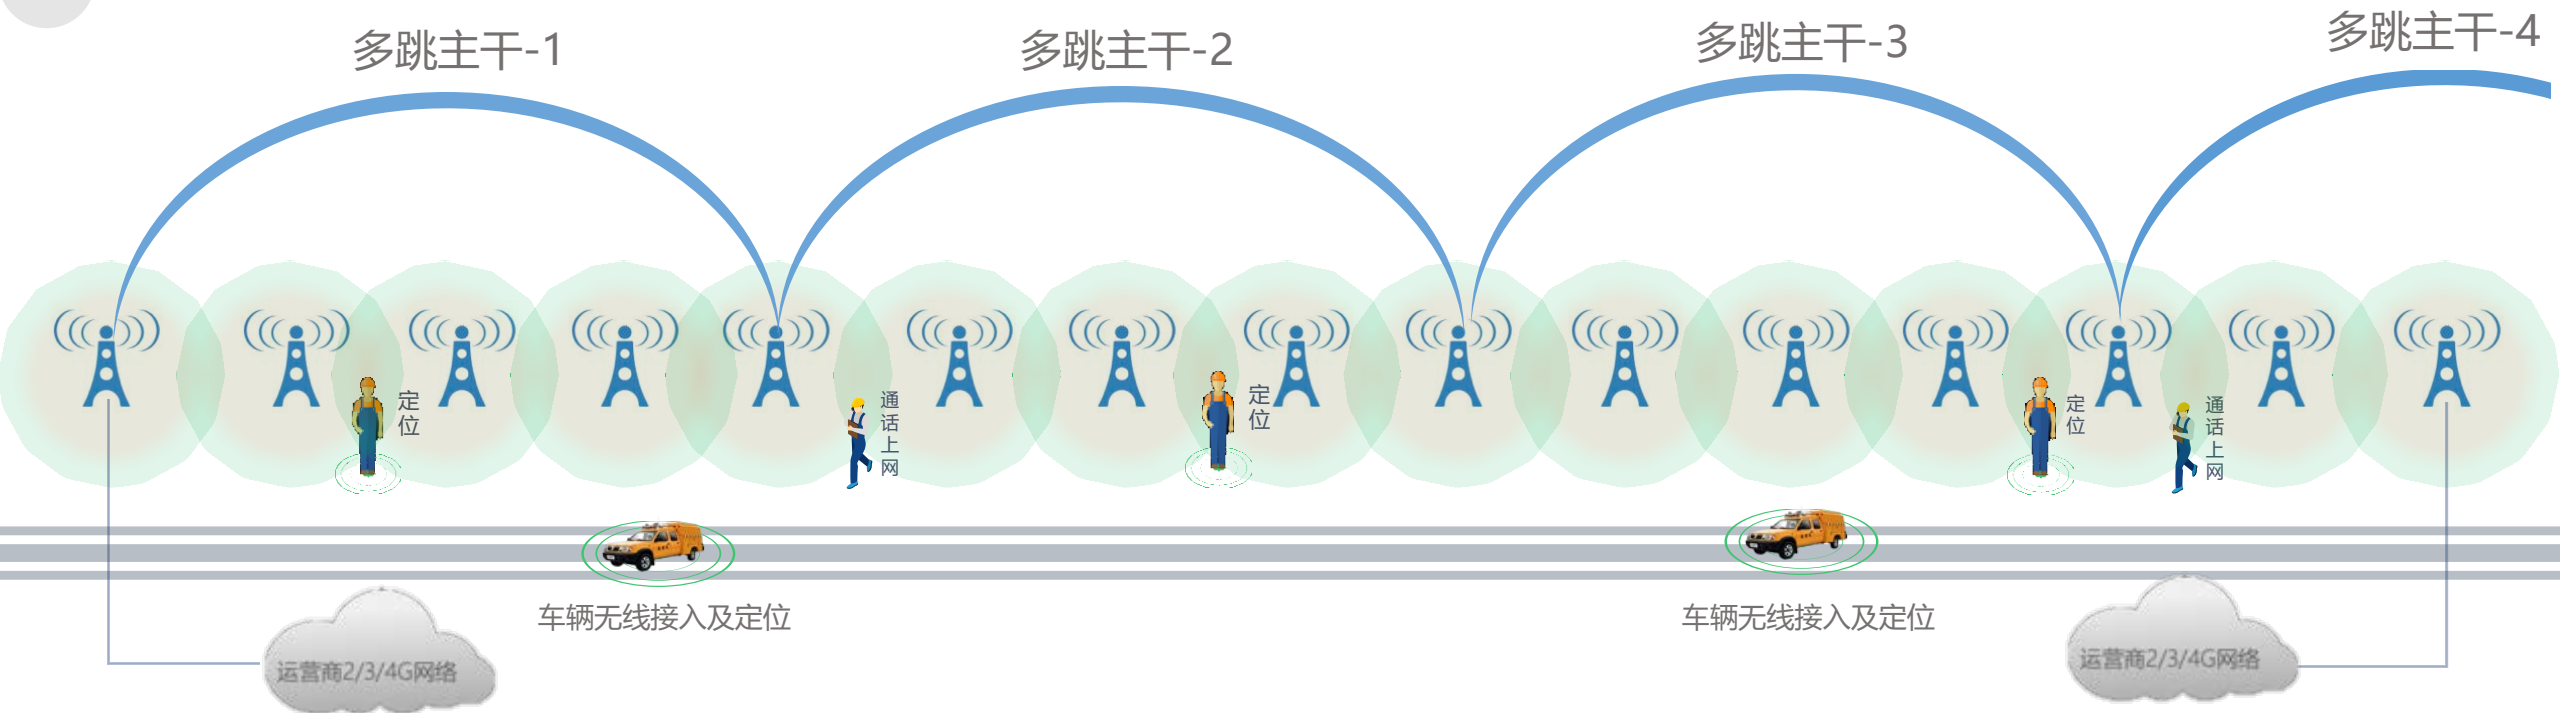 多跳主干-1
多跳主干-2
多跳主干-3
多跳主干-4
定位
通话上网
定位
定位
通话上网
车辆无线接入及定位
车辆无线接入及定位
运营商2/3/4G网络
运营商2/3/4G网络